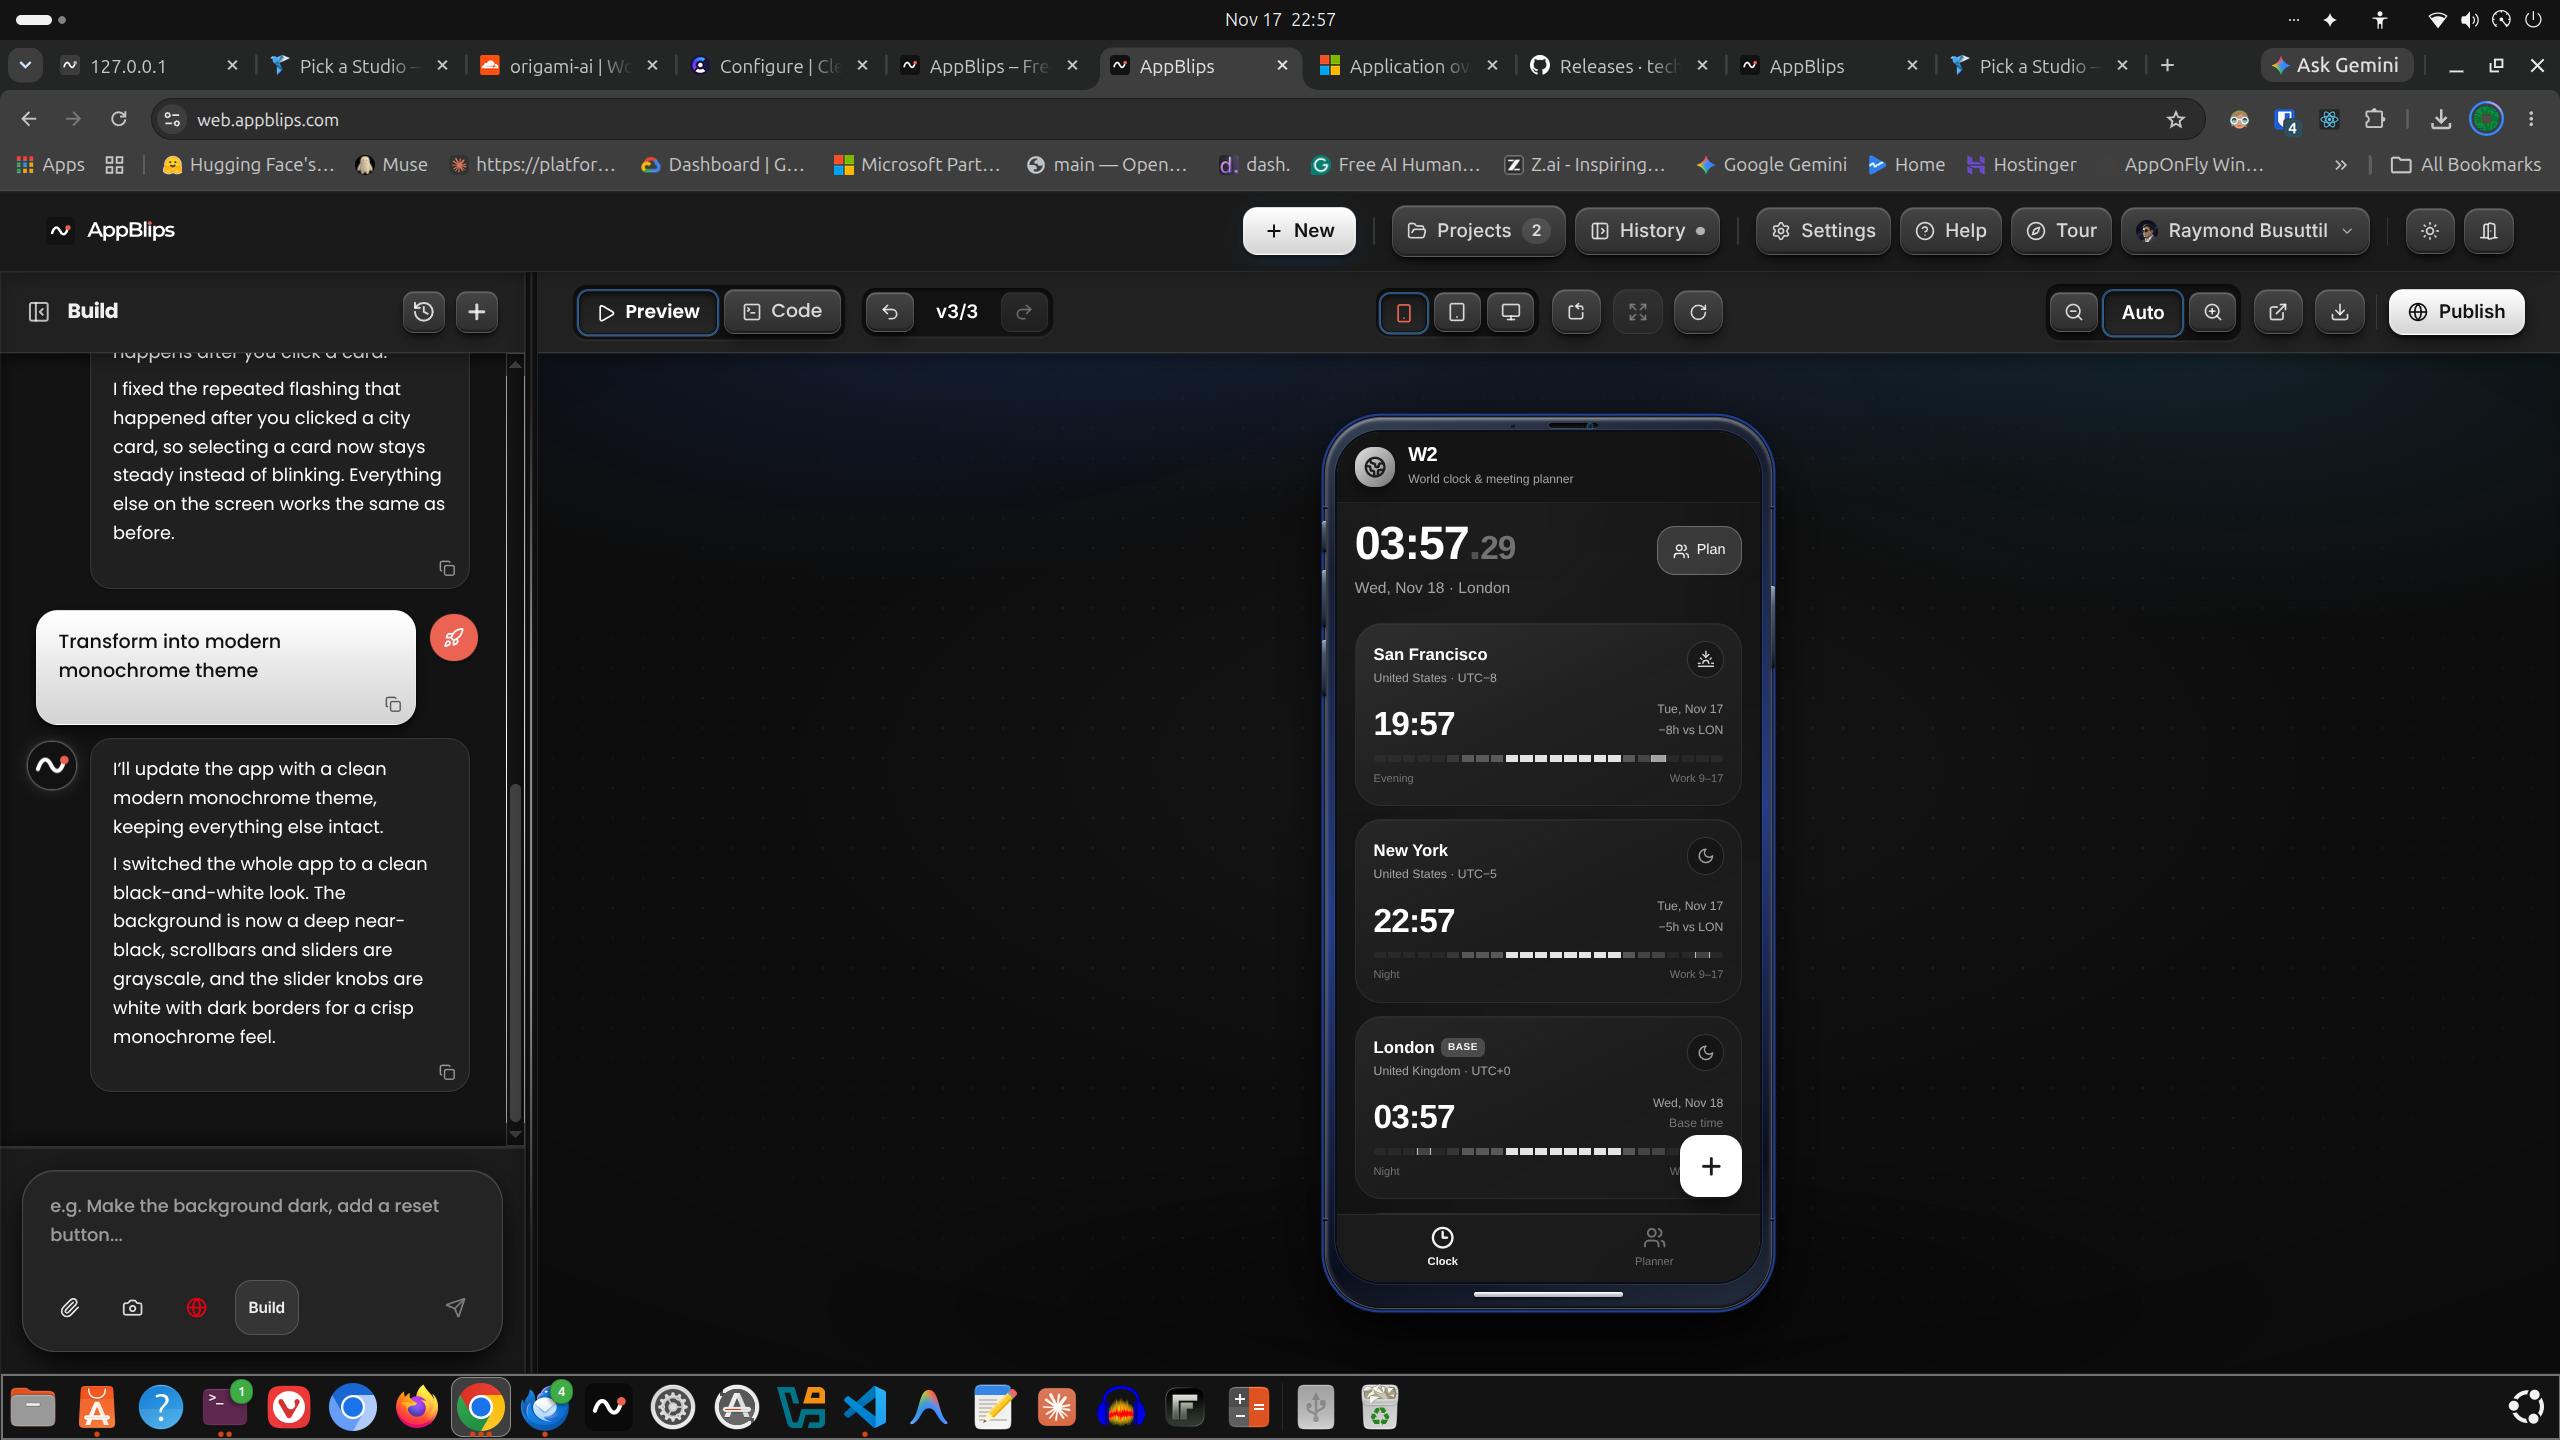 Nov 17 22:57
127.0.0.1
Pick a Studio –
origami-ai | Wo
Configure | Cle
AppBlips – Fre
AppBlips
Application ov
Releases · tech
AppBlips
Pick a Studio –
Ask Gemini
web.appblips.com
4
Apps
Hugging Face's...
Muse
https://platfor...
Dashboard | G...
Microsoft Part...
main — Open...
dash.
Free AI Human...
Z.ai - Inspiring...
Google Gemini
Home
Hostinger
AppOnFly Win...
All Bookmarks
AppBlips
New
Projects 2
History
Settings
Help
Tour
Raymond Busuttil
Build
Preview
Code
v3/3
Auto
Publish
happens after you click a card.
I fixed the repeated flashing that
happened after you clicked a city
card, so selecting a card now stays
steady instead of blinking. Everything
else on the screen works the same as
before.
Transform into modern
monochrome theme
I'll update the app with a clean
modern monochrome theme,
keeping everything else intact.
I switched the whole app to a clean
black-and-white look. The
background is now a deep near-
black, scrollbars and sliders are
grayscale, and the slider knobs are
white with dark borders for a crisp
monochrome feel.
e.g. Make the background dark, add a reset
button...
Build
W2
World clock & meeting planner
03:57.29
Plan
Wed, Nov 18 · London
San Francisco
United States · UTC−8
19:57
Tue, Nov 17
−8h vs LON
Evening
Work 9–17
New York
United States · UTC−5
22:57
Tue, Nov 17
−5h vs LON
Night
Work 9–17
London BASE
United Kingdom · UTC+0
03:57
Wed, Nov 18
Base time
Night
W
Clock
Planner
1
4